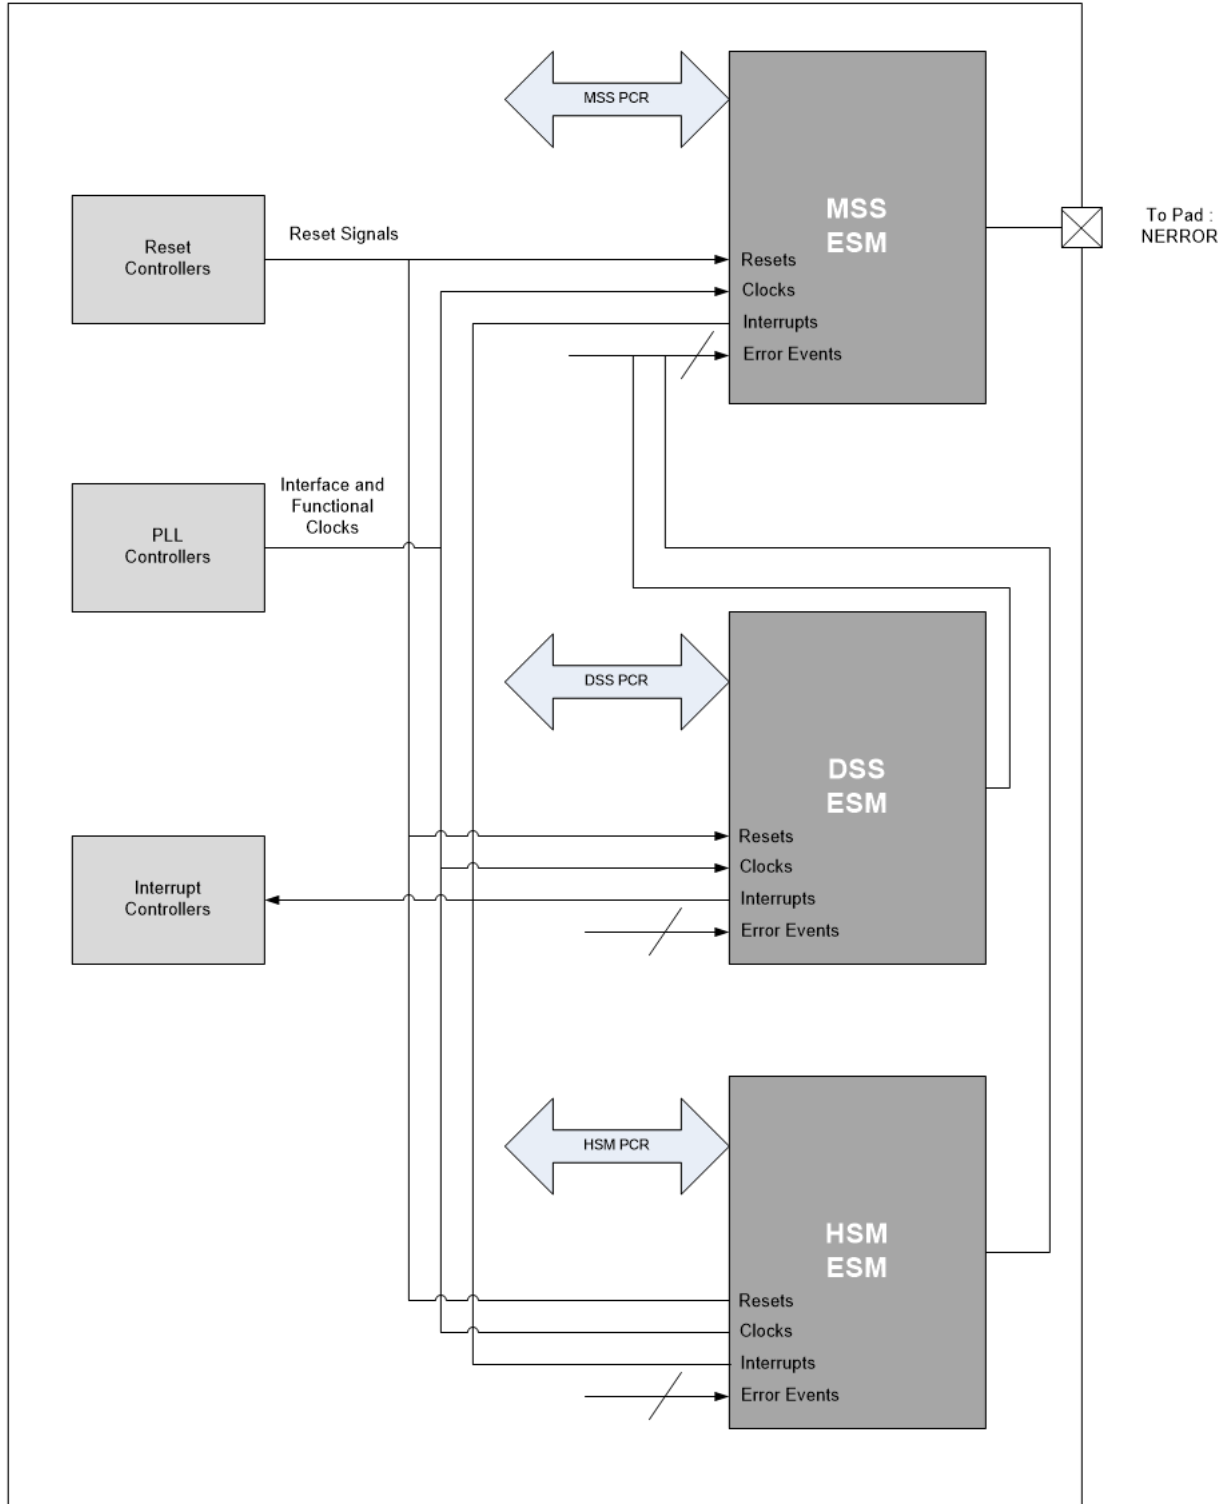 MSS PCR
MSS
ESM
To Pad :
NERROR
Reset
Controllers
Reset Signals
Resets
Clocks
Interrupts
Error Events
Interface and
Functional
Clocks
PLL
Controllers
DSS PCR
DSS
ESM
Resets
Clocks
Interrupts
Error Events
Interrupt
Controllers
HSM PCR
HSM
ESM
Resets
Clocks
Interrupts
Error Events